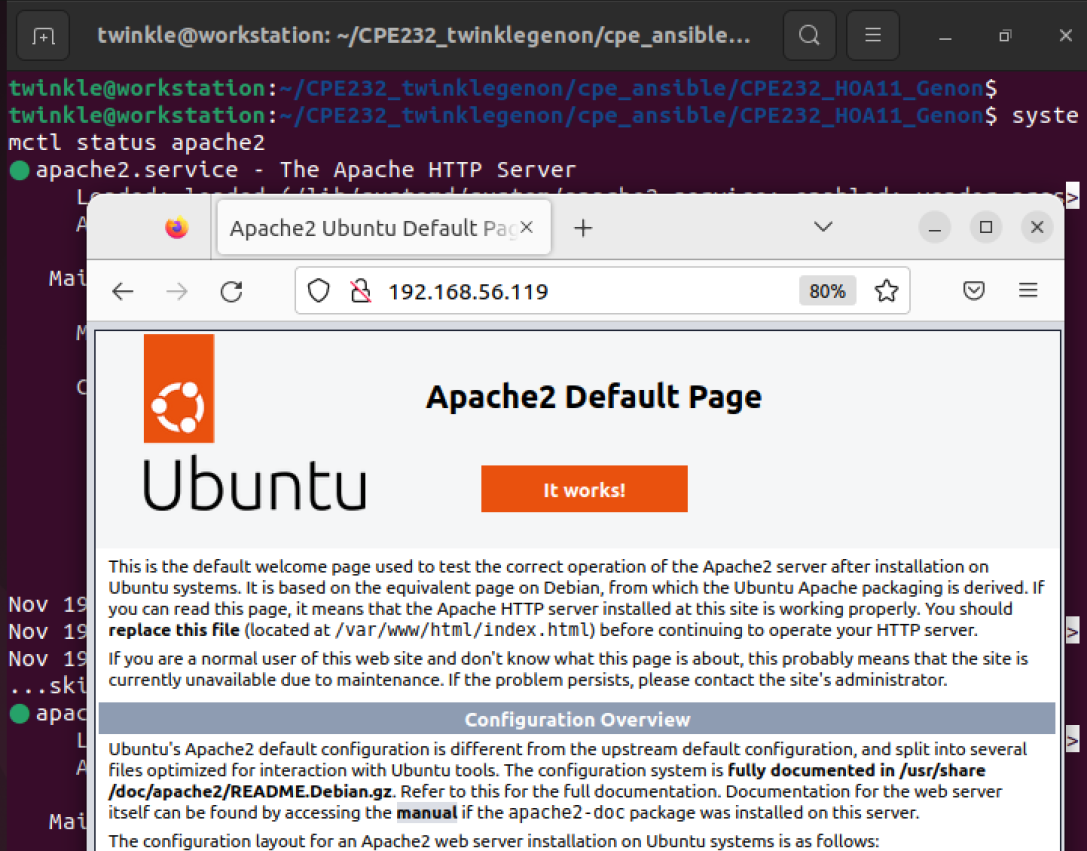 twinkle@workstation: ~/CPE232_twinklegenon/cpe_ansible...
twinkle@workstation:~/CPE232_twinklegenon/cpe_ansible/CPE232_HOA11_Genon$
twinkle@workstation:~/CPE232_twinklegenon/cpe_ansible/CPE232_HOA11_Genon$ syste
mctl status apache2
apache2.service - The Apache HTTP Server
Loaded: loaded (/lib/systemd/system/apache2.service; enabled; vendor pres>
A
Mai
M
C
Nov 19
Nov 19 >
Nov 19
...ski
apac
L >
A
Mai
Apache2 Ubuntu Default Pag
192.168.56.119 80%
Ubuntu
Apache2 Default Page
It works!
This is the default welcome page used to test the correct operation of the Apache2 server after installation on
Ubuntu systems. It is based on the equivalent page on Debian, from which the Ubuntu Apache packaging is derived. If
you can read this page, it means that the Apache HTTP server installed at this site is working properly. You should
replace this file (located at /var/www/html/index.html) before continuing to operate your HTTP server.
If you are a normal user of this web site and don't know what this page is about, this probably means that the site is
currently unavailable due to maintenance. If the problem persists, please contact the site's administrator.
Configuration Overview
Ubuntu's Apache2 default configuration is different from the upstream default configuration, and split into several
files optimized for interaction with Ubuntu tools. The configuration system is fully documented in /usr/share
/doc/apache2/README.Debian.gz. Refer to this for the full documentation. Documentation for the web server
itself can be found by accessing the manual if the apache2-doc package was installed on this server.
The configuration layout for an Apache2 web server installation on Ubuntu systems is as follows: